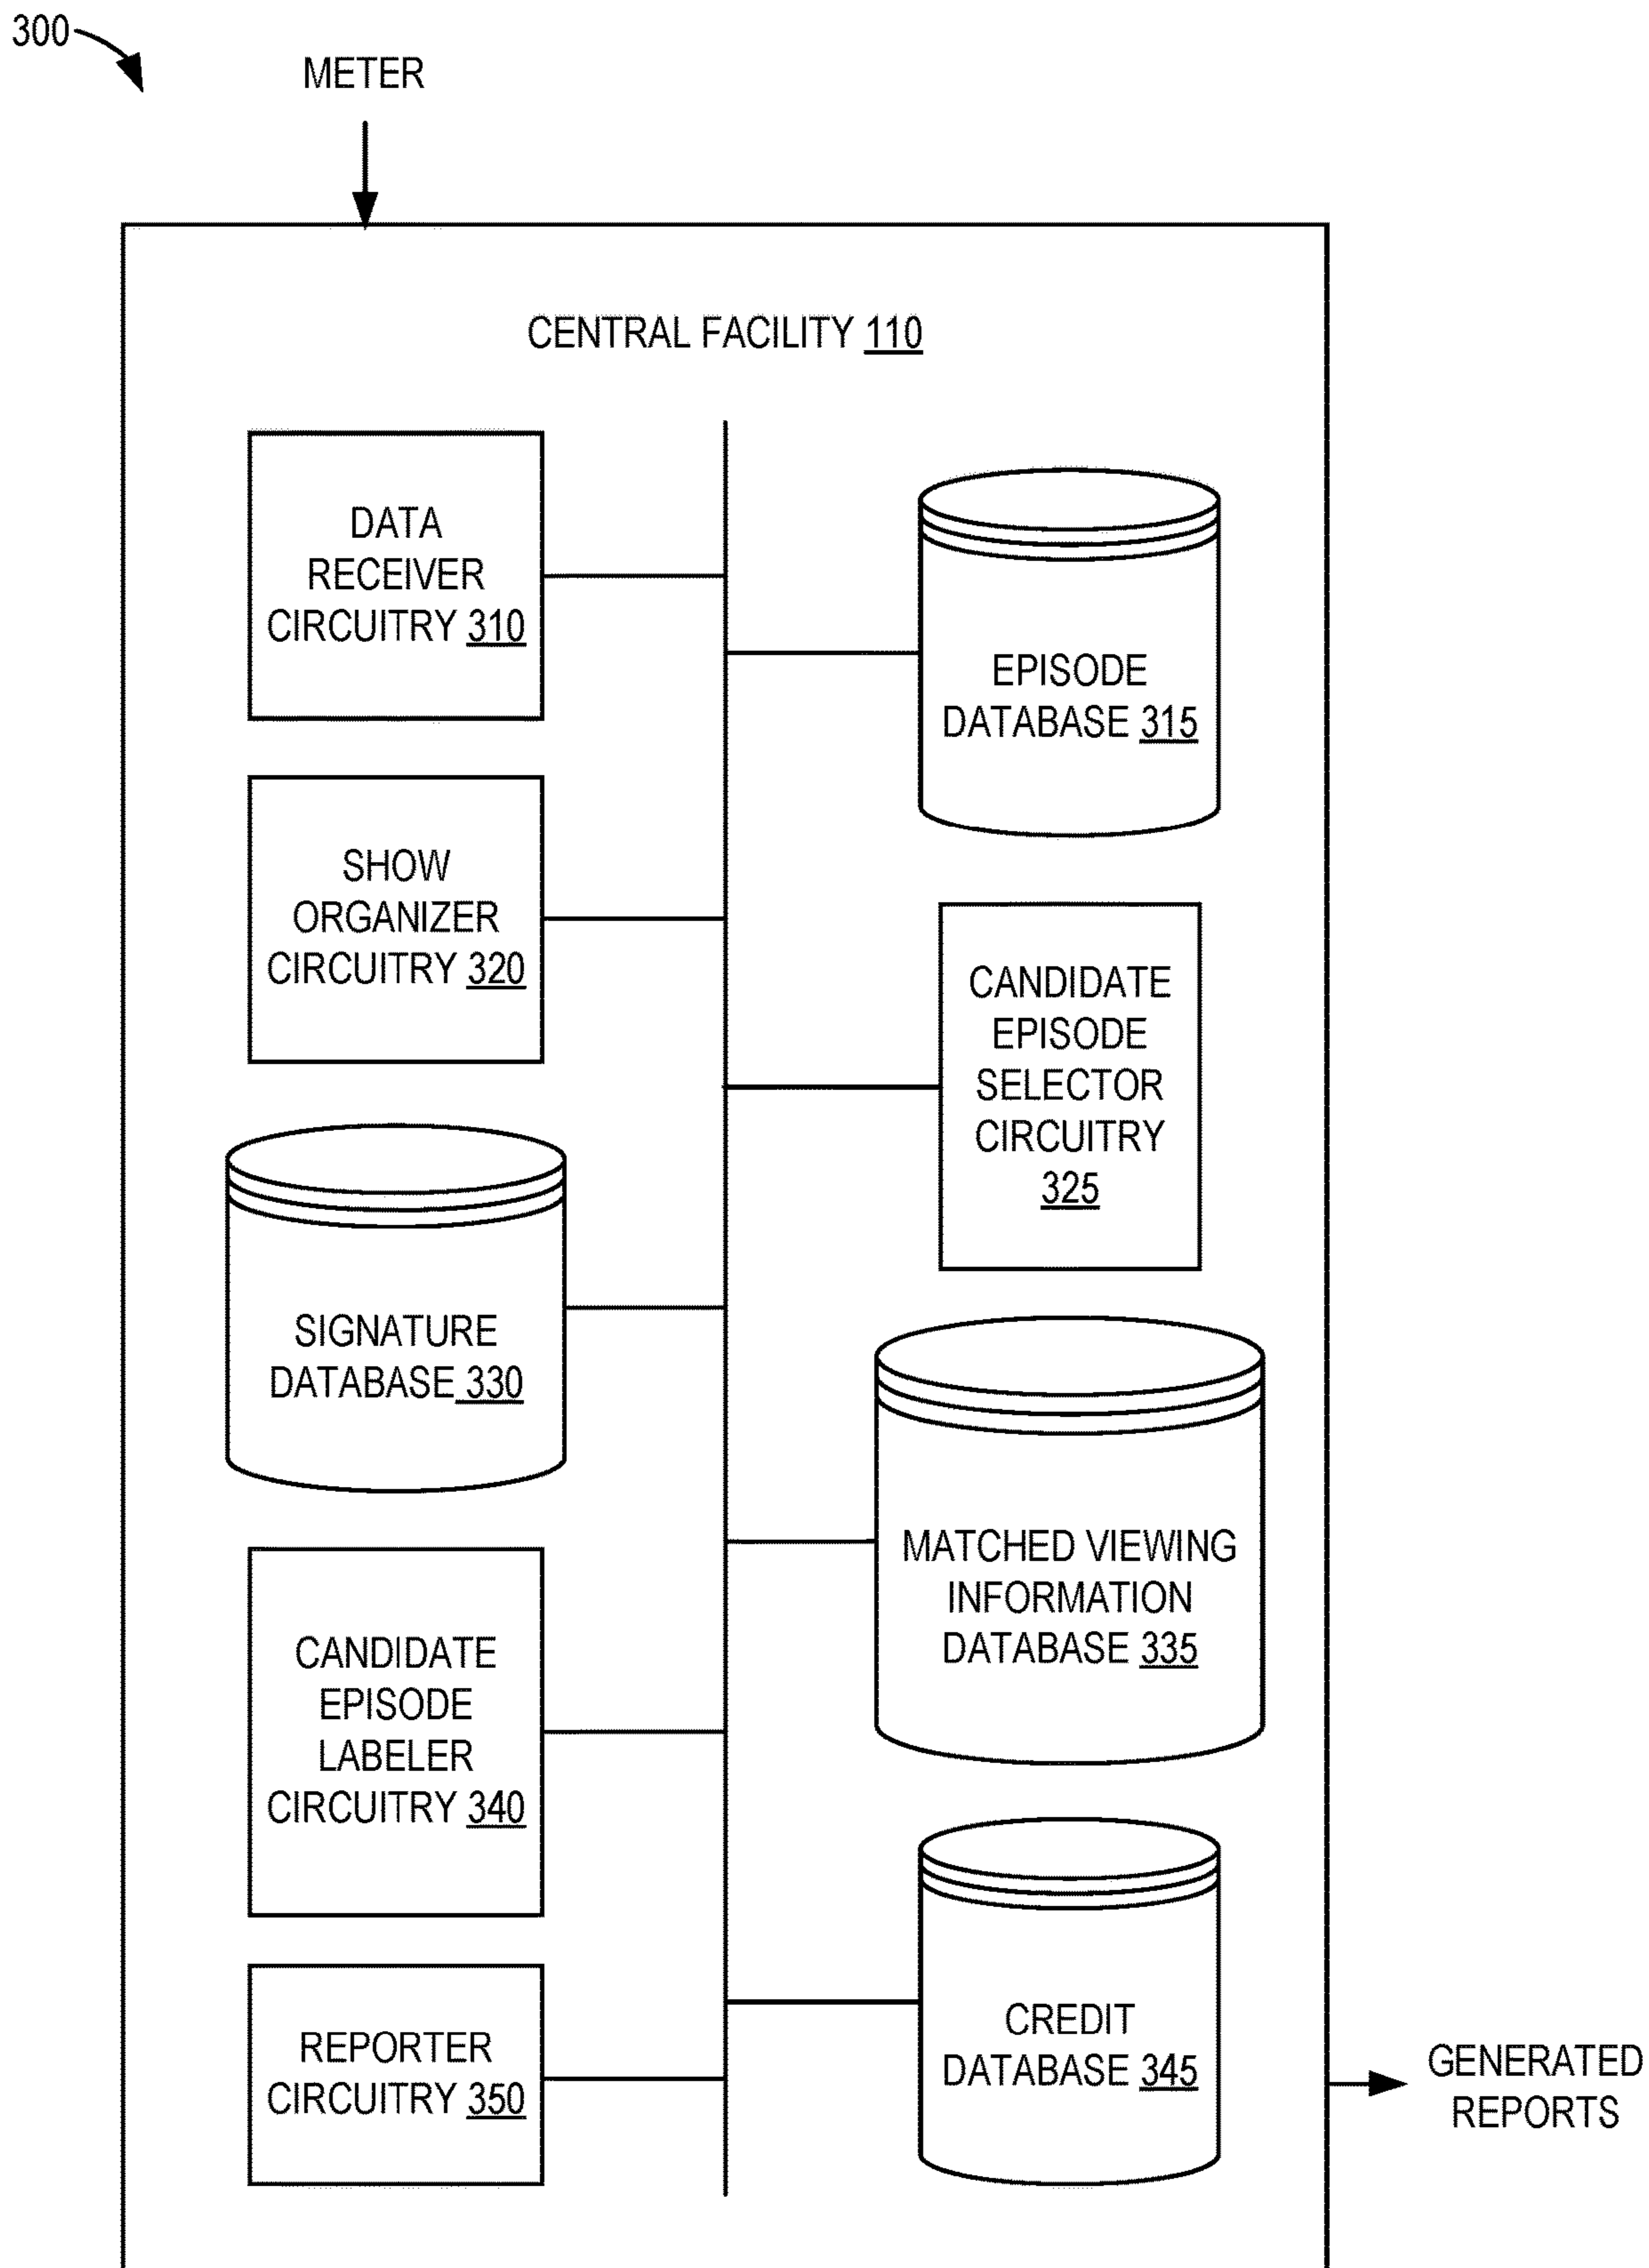 300
METER
CENTRAL FACILITY 110
DATA
RECEIVER
CIRCUITRY 310
EPISODE
DATABASE 315
SHOW
ORGANIZER
CIRCUITRY 320
CANDIDATE
EPISODE
SELECTOR
CIRCUITRY
325
SIGNATURE
DATABASE 330
MATCHED VIEWING
INFORMATION
DATABASE 335
CANDIDATE
EPISODE
LABELER
CIRCUITRY 340
CREDIT
DATABASE 345
REPORTER
CIRCUITRY 350
GENERATED
REPORTS